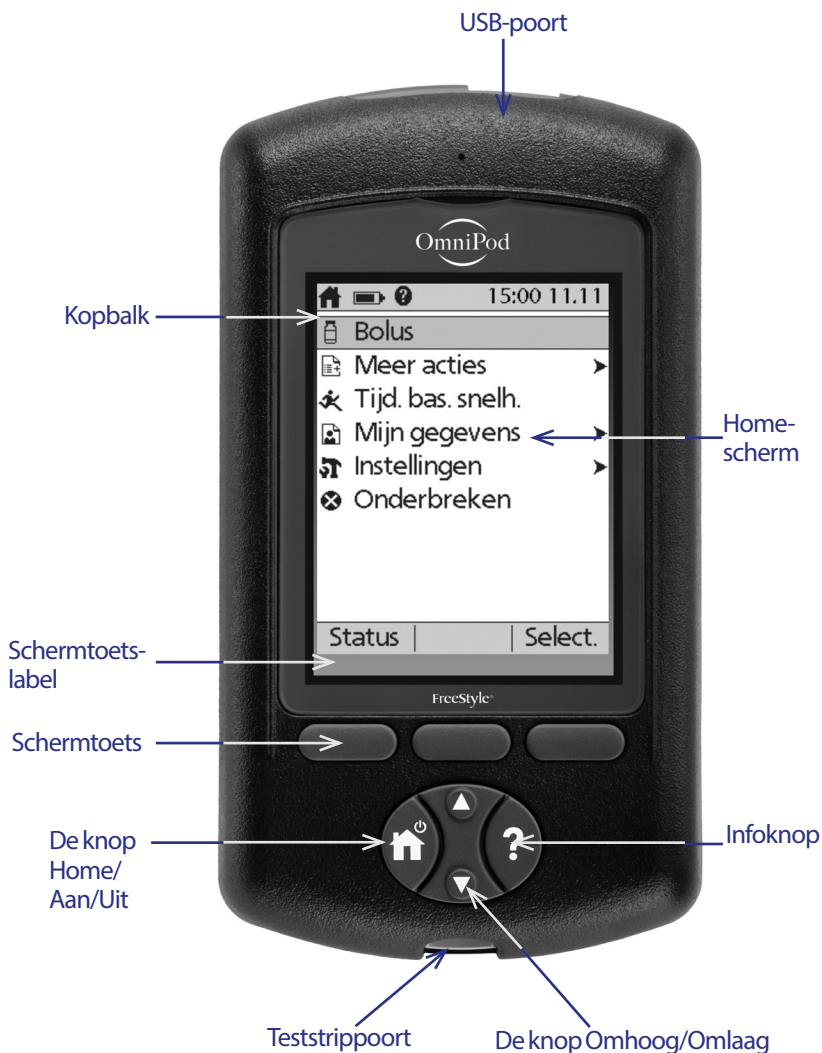 USB-poort
OmniPod
15:00 11.11
Kopbalk
Bolus
Meer acties
Tijd. bas. snelh.
Mijn gegevens
Home-
scherm
Instellingen
Onderbreken
Status | | Select.
Schermtoets-
label
FreeStyle®
Schermtoets
De knop
Home/
Aan/Uit
?
Infoknop
Teststrippoort
De knop Omhoog/Omlaag